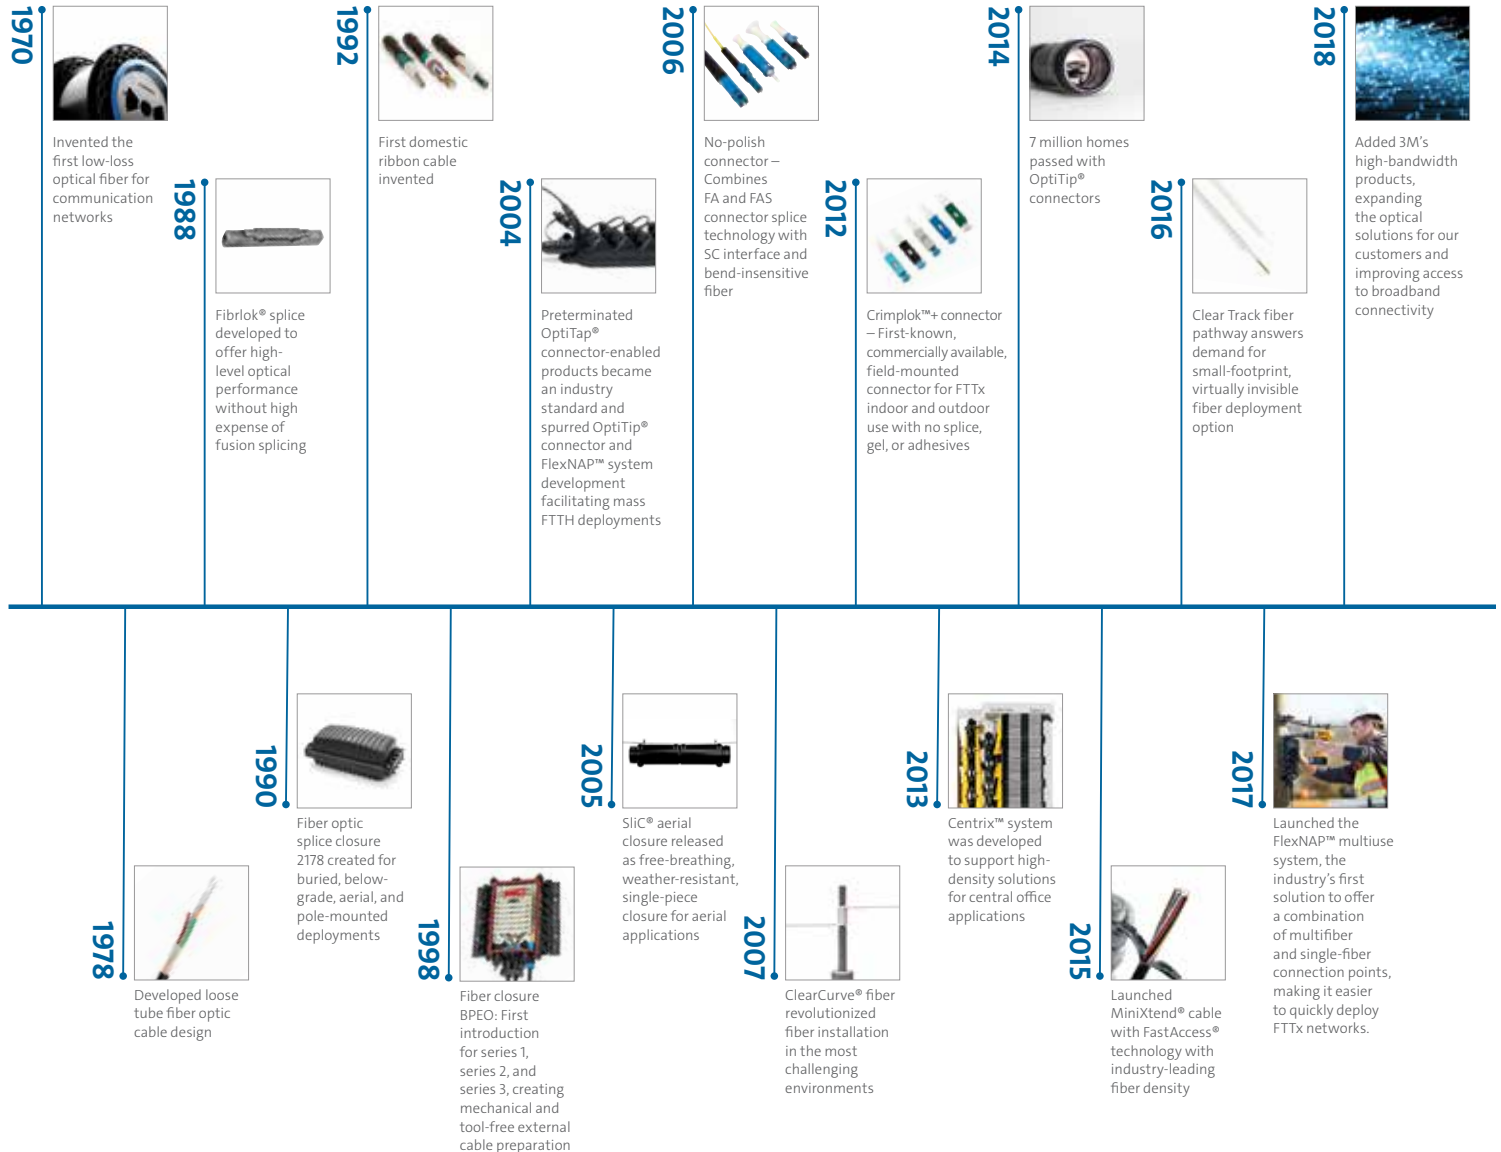 1970
Invented the
first low-loss
optical fiber for
communication
networks
1988
Fibrlok® splice
developed to
offer high-
level optical
performance
without high
expense of
fusion splicing
1992
First domestic
ribbon cable
invented
2004
Preterminated
OptiTap®
connector-enabled
products became
an industry
standard and
spurred OptiTip®
connector and
FlexNAP™ system
development
facilitating mass
FTTH deployments
2006
No-polish
connector –
Combines
FA and FAS
connector splice
technology with
SC interface and
bend-insensitive
fiber
2012
Crimplok™+ connector
– First-known,
commercially available,
field-mounted
connector for FTTx
indoor and outdoor
use with no splice,
gel, or adhesives
2014
7 million homes
passed with
OptiTip®
connectors
2016
Clear Track fiber
pathway answers
demand for
small-footprint,
virtually invisible
fiber deployment
option
2018
Added 3M's
high-bandwidth
products,
expanding
the optical
solutions for our
customers and
improving access
to broadband
connectivity
1978
Developed loose
tube fiber optic
cable design
1990
Fiber optic
splice closure
2178 created for
buried, below-
grade, aerial, and
pole-mounted
deployments
1998
Fiber closure
BPEO: First
introduction
for series 1,
series 2, and
series 3, creating
mechanical and
tool-free external
cable preparation
2005
SliC® aerial
closure released
as free-breathing,
weather-resistant,
single-piece
closure for aerial
applications
2007
ClearCurve® fiber
revolutionized
fiber installation
in the most
challenging
environments
2013
Centrix™ system
was developed
to support high-
density solutions
for central office
applications
2015
Launched
MiniXtend® cable
with FastAccess®
technology with
industry-leading
fiber density
2017
Launched the
FlexNAP™ multiuse
system, the
industry's first
solution to offer
a combination
of multifiber
and single-fiber
connection points,
making it easier
to quickly deploy
FTTx networks.